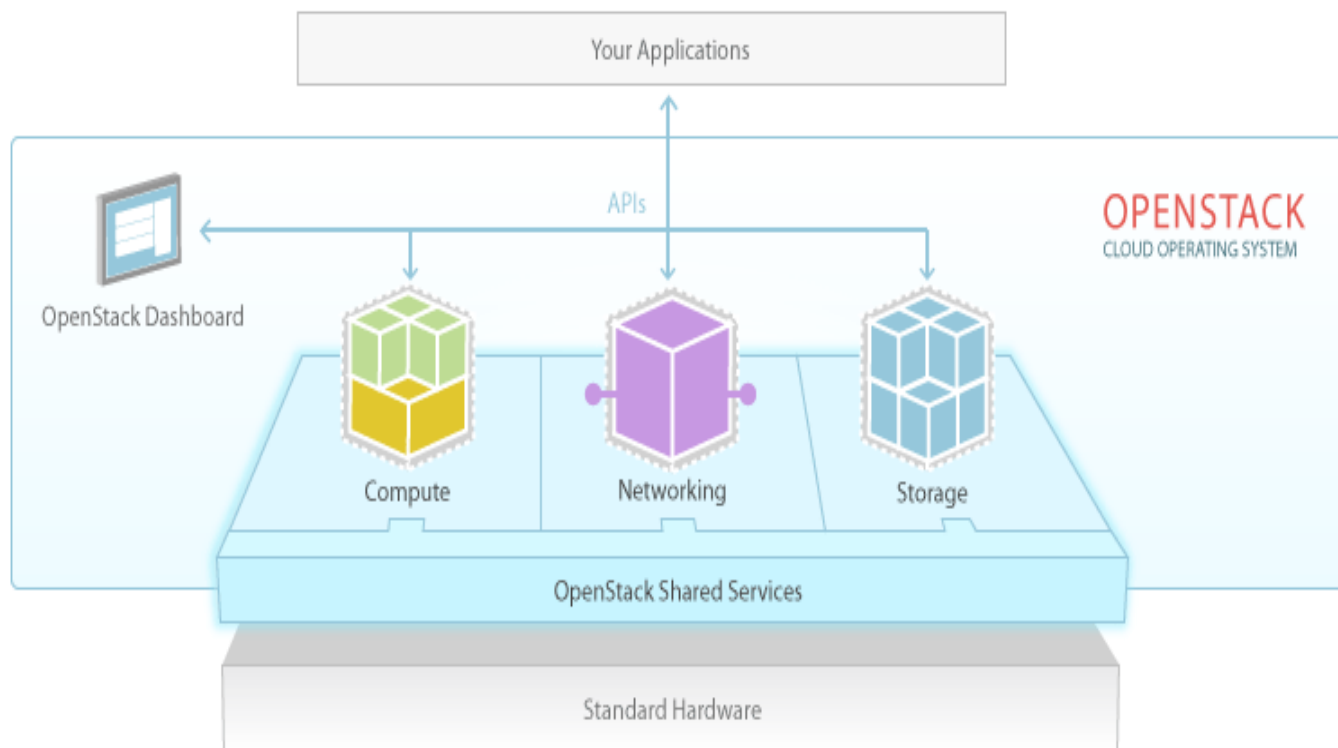 Your Applications
APIs
OPENSTACK
CLOUD OPERATING SYSTEM
OpenStack Dashboard
Compute
Networking
Storage
OpenStack Shared Services
Standard Hardware